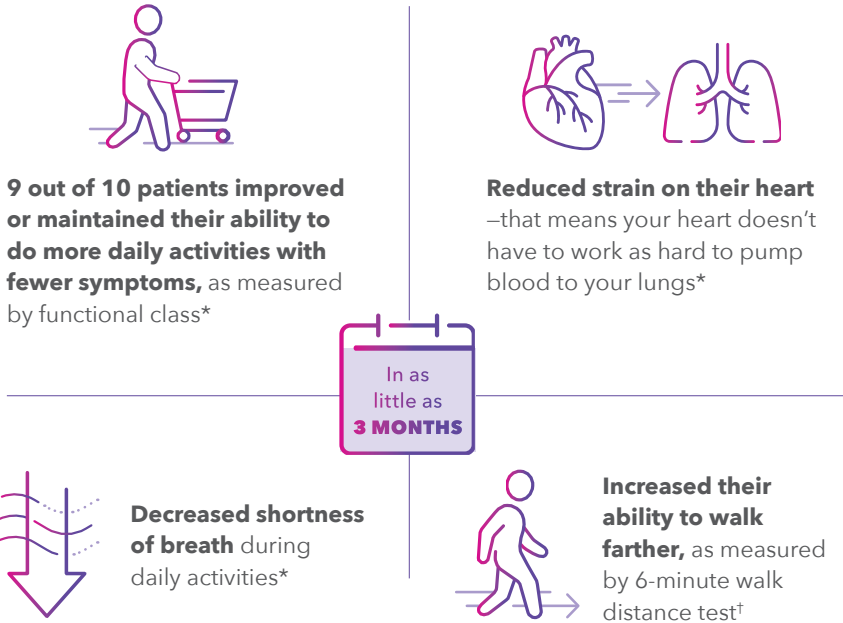 9 out of 10 patients improved
or maintained their ability to
do more daily activities with
fewer symptoms, as measured
by functional class*
Reduced strain on their heart
—that means your heart doesn’t
have to work as hard to pump
blood to your lungs*
In as
little as
3 MONTHS
Decreased shortness
of breath during
daily activities*
Increased their
ability to walk
farther, as measured
by 6-minute walk
distance test†